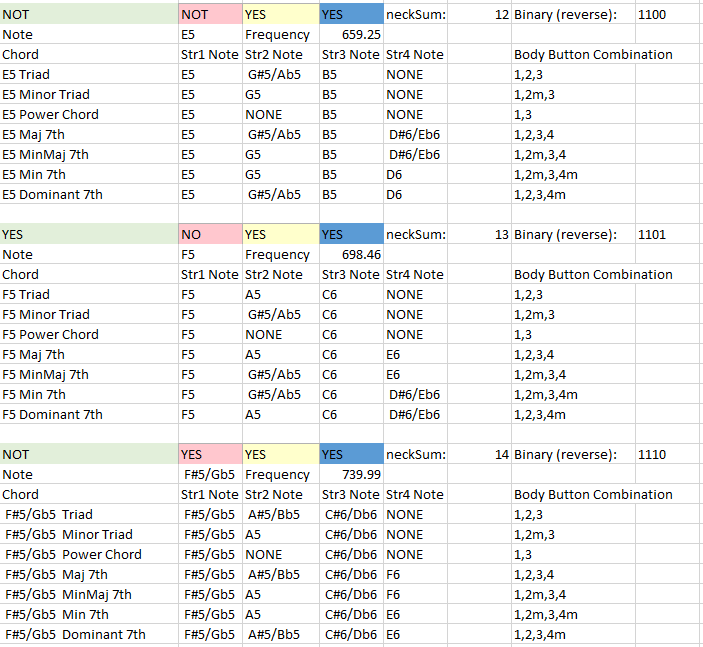 NOT NOT YES YES neckSum: 12 Binary (reverse): 1100
Note E5 Frequency 659.25
Chord Str1 Note Str2 Note Str3 Note Str4 Note Body Button Combination
E5 Triad E5 G#5/Ab5 B5 NONE 1,2,3
E5 Minor Triad E5 G5 B5 NONE 1,2m,3
E5 Power Chord E5 NONE B5 NONE 1,3
E5 Maj 7th E5 G#5/Ab5 B5 D#6/Eb6 1,2,3,4
E5 MinMaj 7th E5 G5 B5 D#6/Eb6 1,2m,3,4
E5 Min 7th E5 G5 B5 D6 1,2m,3,4m
E5 Dominant 7th E5 G#5/Ab5 B5 D6 1,2,3,4m
YES NO YES YES neckSum: 13 Binary (reverse): 1101
Note F5 Frequency 698.46
Chord Str1 Note Str2 Note Str3 Note Str4 Note Body Button Combination
F5 Triad F5 A5 C6 NONE 1,2,3
F5 Minor Triad F5 G#5/Ab5 C6 NONE 1,2m,3
F5 Power Chord F5 NONE C6 NONE 1,3
F5 Maj 7th F5 A5 C6 E6 1,2,3,4
F5 MinMaj 7th F5 G#5/Ab5 C6 E6 1,2m,3,4
F5 Min 7th F5 G#5/Ab5 C6 D#6/Eb6 1,2m,3,4m
F5 Dominant 7th F5 A5 C6 D#6/Eb6 1,2,3,4m
NOT YES YES YES neckSum: 14 Binary (reverse): 1110
Note F#5/Gb5 Frequency 739.99
Chord Str1 Note Str2 Note Str3 Note Str4 Note Body Button Combination
F#5/Gb5 Triad F#5/Gb5 A#5/Bb5 C#6/Db6 NONE 1,2,3
F#5/Gb5 Minor Triad F#5/Gb5 A5 C#6/Db6 NONE 1,2m,3
F#5/Gb5 Power Chord F#5/Gb5 NONE C#6/Db6 NONE 1,3
F#5/Gb5 Maj 7th F#5/Gb5 A#5/Bb5 C#6/Db6 F6 1,2,3,4
F#5/Gb5 MinMaj 7th F#5/Gb5 A5 C#6/Db6 F6 1,2m,3,4
F#5/Gb5 Min 7th F#5/Gb5 A5 C#6/Db6 E6 1,2m,3,4m
F#5/Gb5 Dominant 7th F#5/Gb5 A#5/Bb5 C#6/Db6 E6 1,2,3,4m